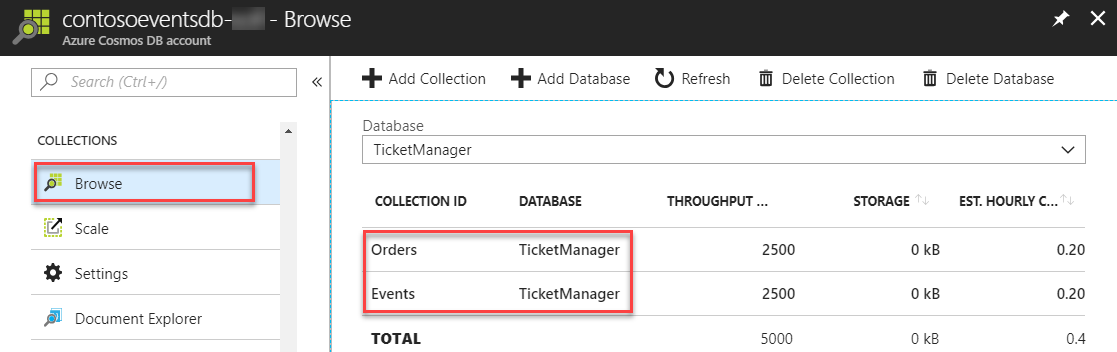 contosoeventsdb- - Browse
Azure Cosmos DB account
Search (Ctrl+/)
COLLECTIONS
Browse
Scale
Settings
Document Explorer
Add Collection Add Database Refresh Delete Collection Delete Database
Database
TicketManager
COLLECTION ID DATABASE THROUGHPUT ... STORAGE EST. HOURLY C...
Orders TicketManager 2500 0 kB 0.20
Events TicketManager 2500 0 kB 0.20
TOTAL 5000 0 kB 0.4